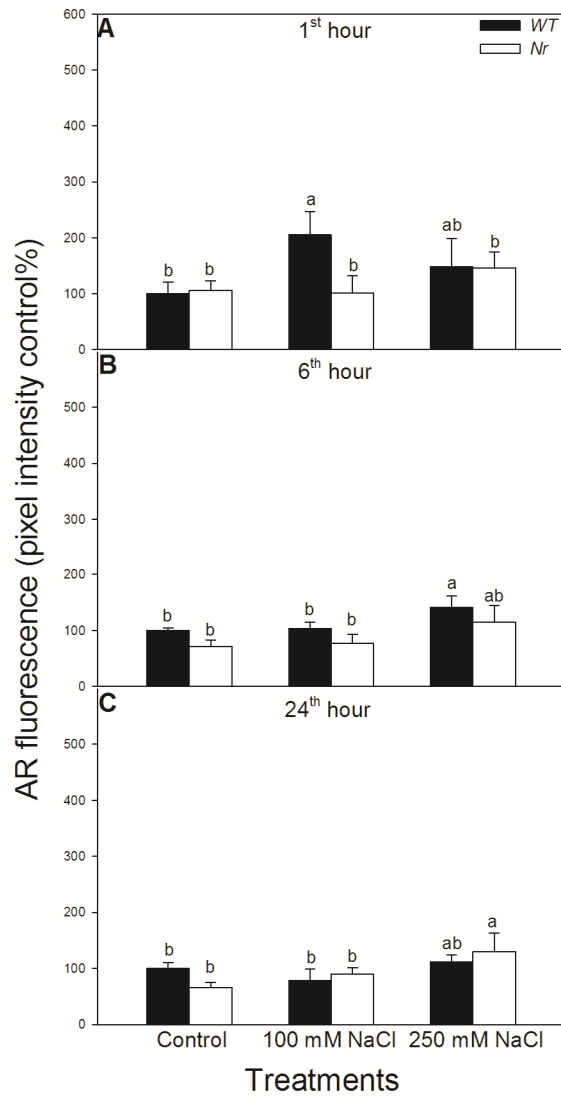 A
1st hour
WT
Nr
600
500
400
300
200
100
0
b
b
a
b
ab
b
B
6th hour
500
400
300
200
100
0
b
b
b
b
a
ab
C
24th hour
500
400
300
200
100
0
b
b
b
b
ab
a
Control
100 mM NaCl
250 mM NaCl
Treatments
AR fluorescence (pixel intensity control%)